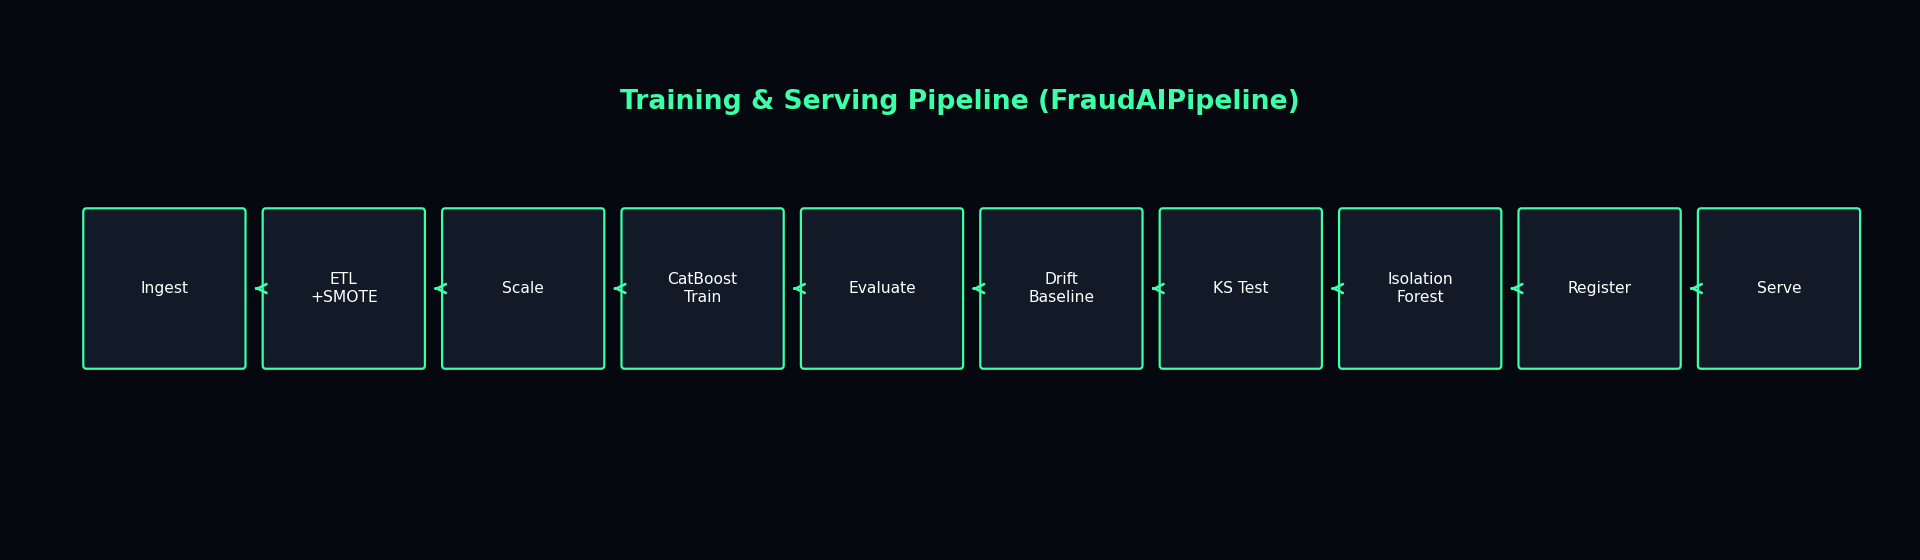 Training & Serving Pipeline (FraudAIPipeline)
Ingest
ETL
+SMOTE
Scale
CatBoost
Train
Evaluate
Drift
Baseline
KS Test
Isolation
Forest
Register
Serve